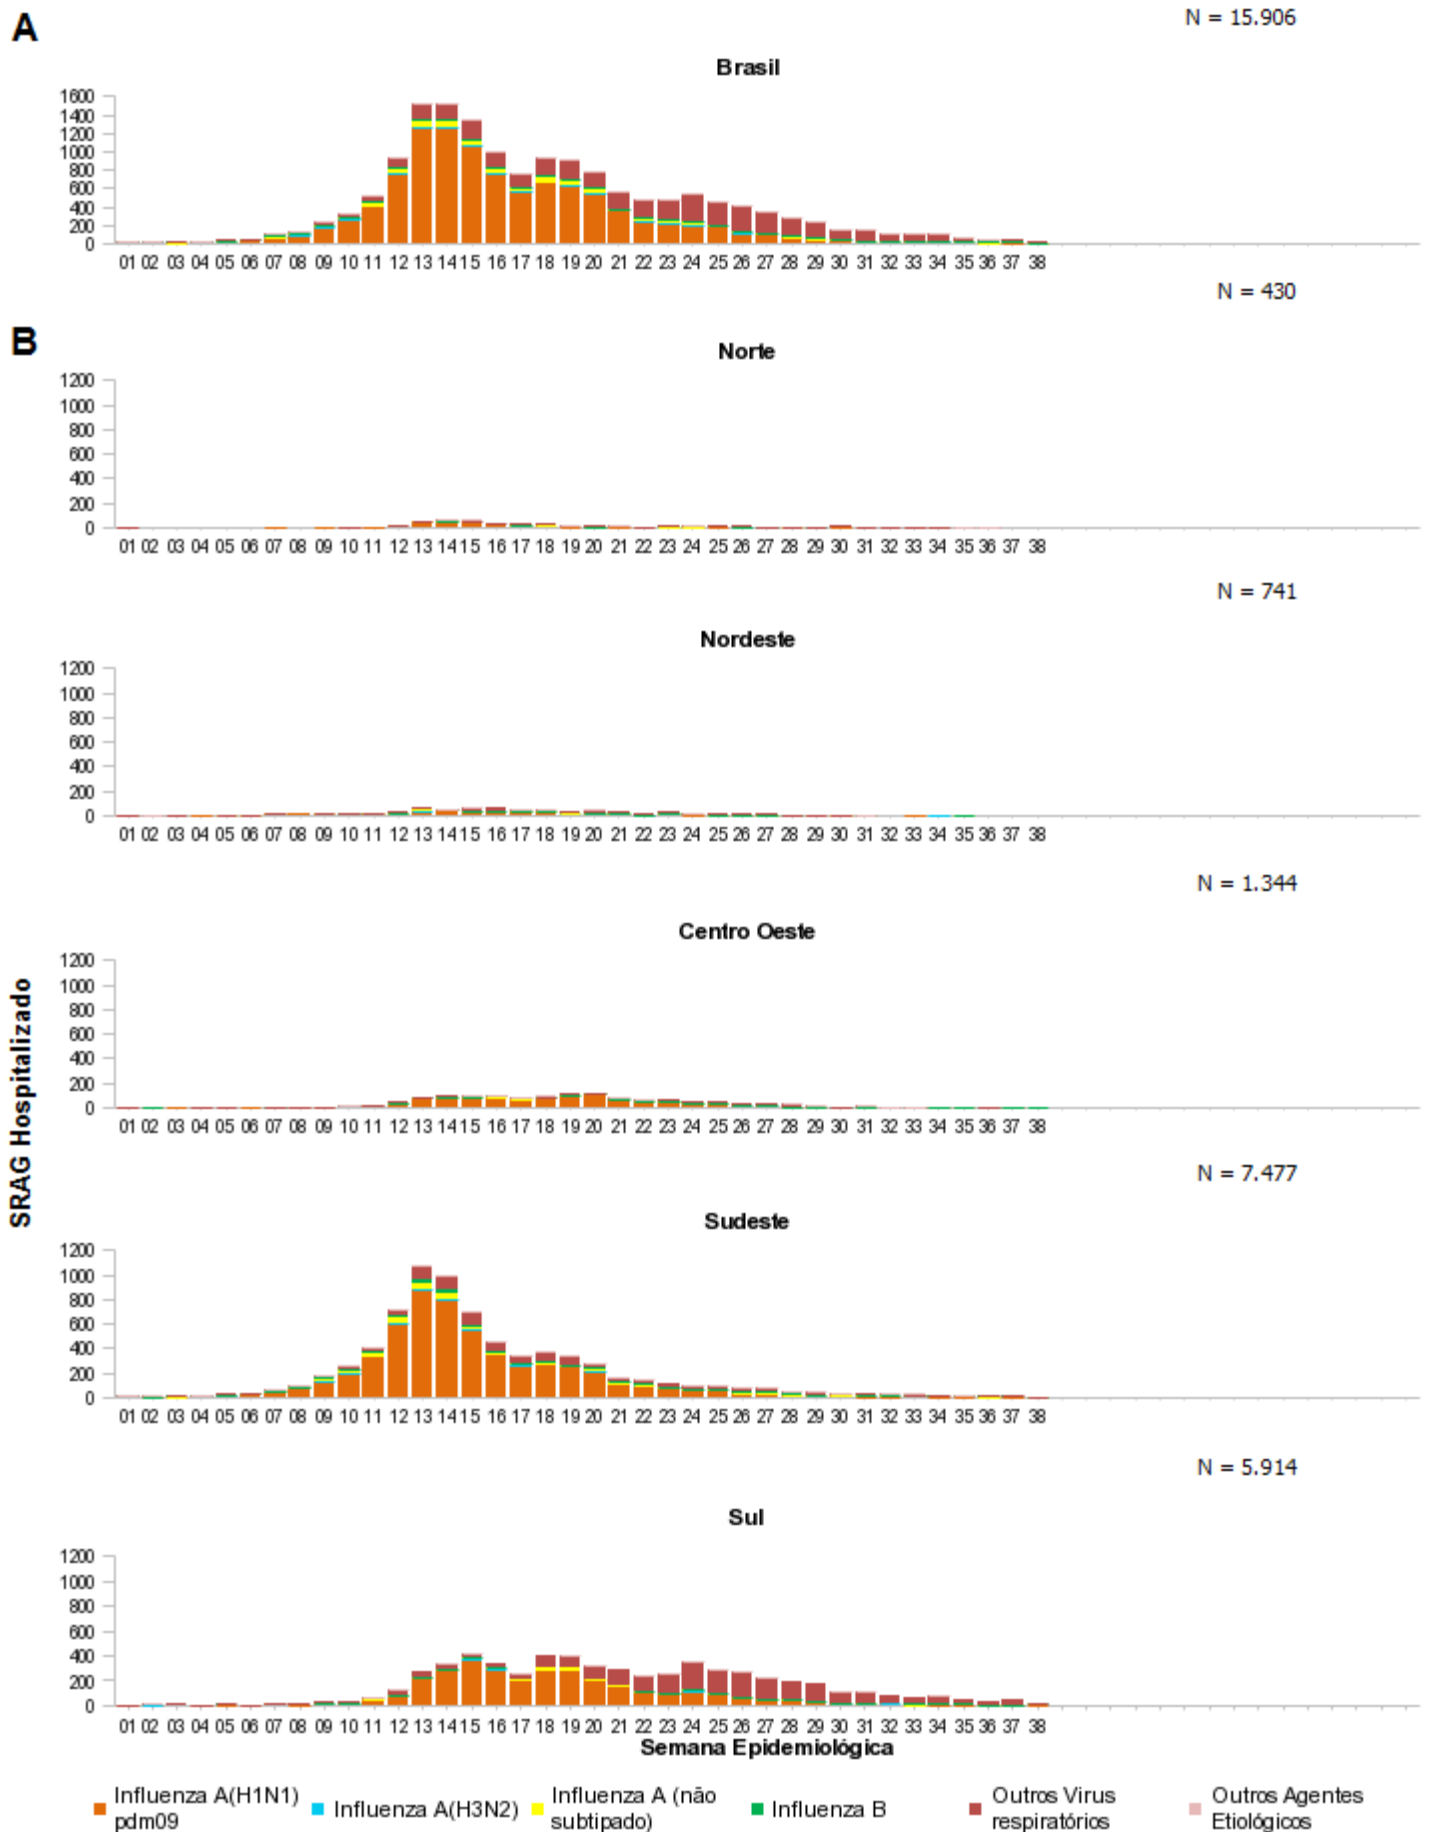 A
N = 15.906
Brasil
1600
1400
1200
1000
800
600
400
200
0
01 02 03 04 05 06 07 08 09 10 11 12 13 14 15 16 17 18 19 20 21 22 23 24 25 26 27 28 29 30 31 32 33 34 35 36 37 38
N = 430
B
Norte
1200
1000
800
600
400
200
0
01 02 03 04 05 06 07 08 09 10 11 12 13 14 15 16 17 18 19 20 21 22 23 24 25 26 27 28 29 30 31 32 33 34 35 36 37 38
N = 741
Nordeste
1200
1000
800
600
400
200
0
01 02 03 04 05 06 07 08 09 10 11 12 13 14 15 16 17 18 19 20 21 22 23 24 25 26 27 28 29 30 31 32 33 34 35 36 37 38
N = 1.344
Centro Oeste
1200
1000
800
600
400
200
0
01 02 03 04 05 06 07 08 09 10 11 12 13 14 15 16 17 18 19 20 21 22 23 24 25 26 27 28 29 30 31 32 33 34 35 36 37 38
SRAG Hospitalizado
N = 7.477
Sudeste
1200
1000
800
600
400
200
0
01 02 03 04 05 06 07 08 09 10 11 12 13 14 15 16 17 18 19 20 21 22 23 24 25 26 27 28 29 30 31 32 33 34 35 36 37 38
N = 5.914
Sul
1200
1000
800
600
400
200
0
01 02 03 04 05 06 07 08 09 10 11 12 13 14 15 16 17 18 19 20 21 22 23 24 25 26 27 28 29 30 31 32 33 34 35 36 37 38
Semana Epidemiológica
Influenza A(H1N1)
pdm09
Influenza A(H3N2)
Influenza A (não
subtipado)
Influenza B
Outros Virus
respiratórios
Outros Agentes
Etiológicos